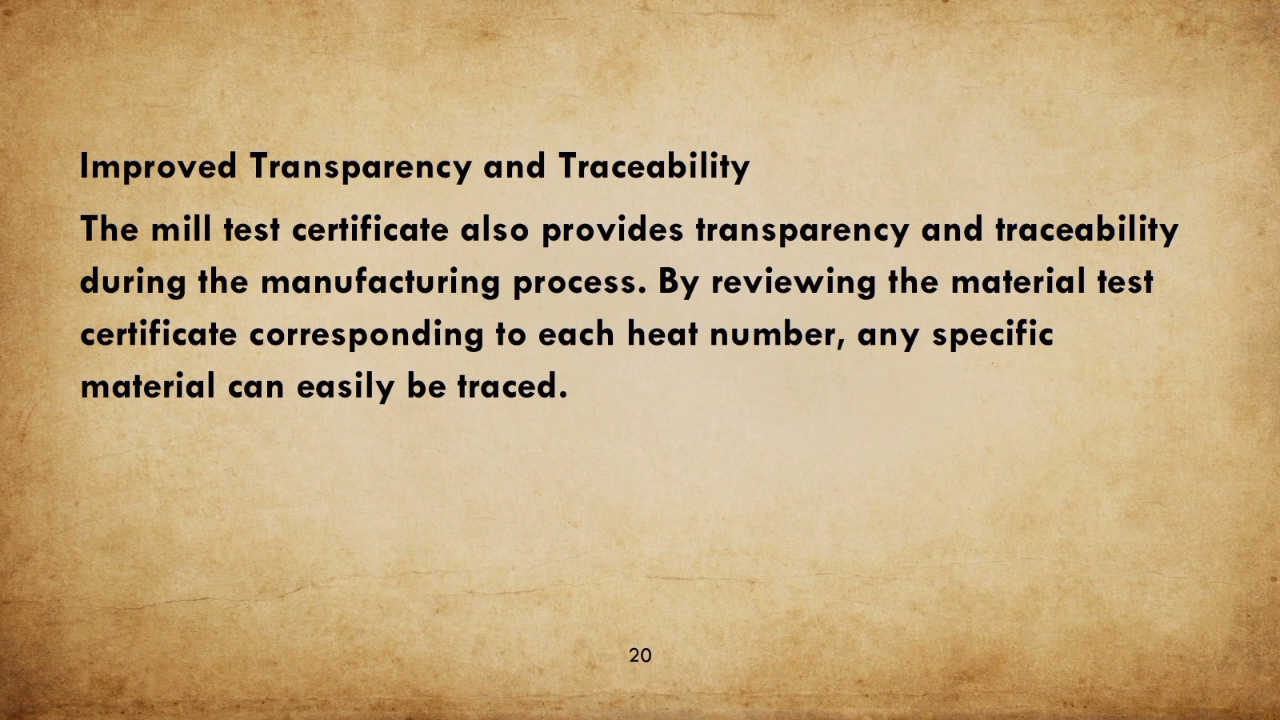 Improved Transparency and Traceability
The mill test certificate also provides transparency and traceability
during the manufacturing process. By reviewing the material test
certificate corresponding to each heat number, any specific
material can easily be traced.
20